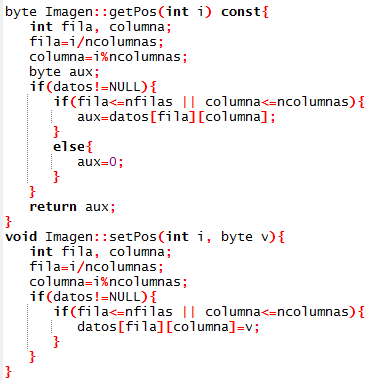 byte Imagen::getPos(int i) const{
int fila, columna;
fila=i/ncolumnas;
columna=i%ncolumnas;
byte aux;
if(datos!=NULL){
if(fila<=nfilas || columna<=ncolumnas){
aux=datos[fila][columna];
}
else{
aux=0;
}
}
return aux;
}
void Imagen::setPos(int i, byte v){
int fila, columna;
fila=i/ncolumnas;
columna=i%ncolumnas;
if(datos!=NULL){
if(fila<=nfilas || columna<=ncolumnas){
datos[fila][columna]=v;
}
}
}